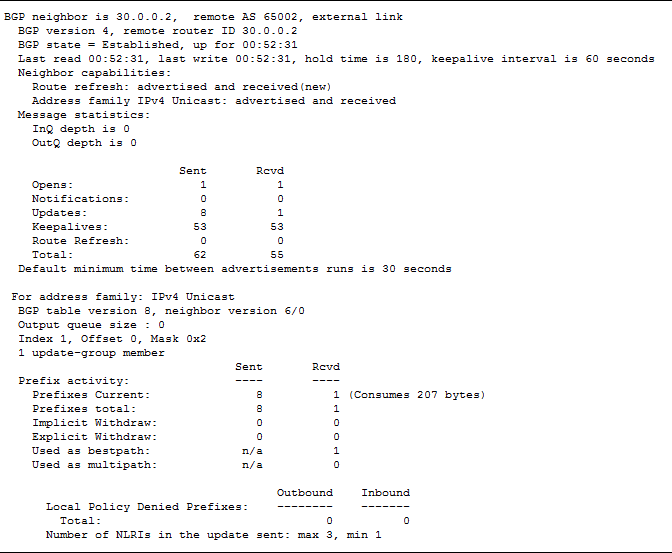 BGP neighbor is 30.0.0.2,  remote AS 65002, external link
  BGP version 4, remote router ID 30.0.0.2
  BGP state = Established, up for 00:52:31
  Last read 00:52:31, last write 00:52:31, hold time is 180, keepalive interval is 60 seconds
  Neighbor capabilities:
    Route refresh: advertised and received(new)
    Address family IPv4 Unicast: advertised and received
  Message statistics:
    InQ depth is 0
    OutQ depth is 0
                         Sent       Rcvd
    Opens:                  1          1
    Notifications:          0          0
    Updates:                8          1
    Keepalives:            53         53
    Route Refresh:          0          0
    Total:                 62         55
  Default minimum time between advertisements runs is 30 seconds
 For address family: IPv4 Unicast
  BGP table version 8, neighbor version 6/0
  Output queue size : 0
  Index 1, Offset 0, Mask 0x2
  1 update-group member
                                 Sent       Rcvd
  Prefix activity:               ----       ----
    Prefixes Current:               8          1 (Consumes 207 bytes)
    Prefixes total:                 8          1
    Implicit Withdraw:              0          0
    Explicit Withdraw:              0          0
    Used as bestpath:             n/a          1
    Used as multipath:            n/a          0
                                       Outbound    Inbound
      Local Policy Denied Prefixes:    --------    -------
        Total:                                0          0
      Number of NLRIs in the update sent: max 3, min 1